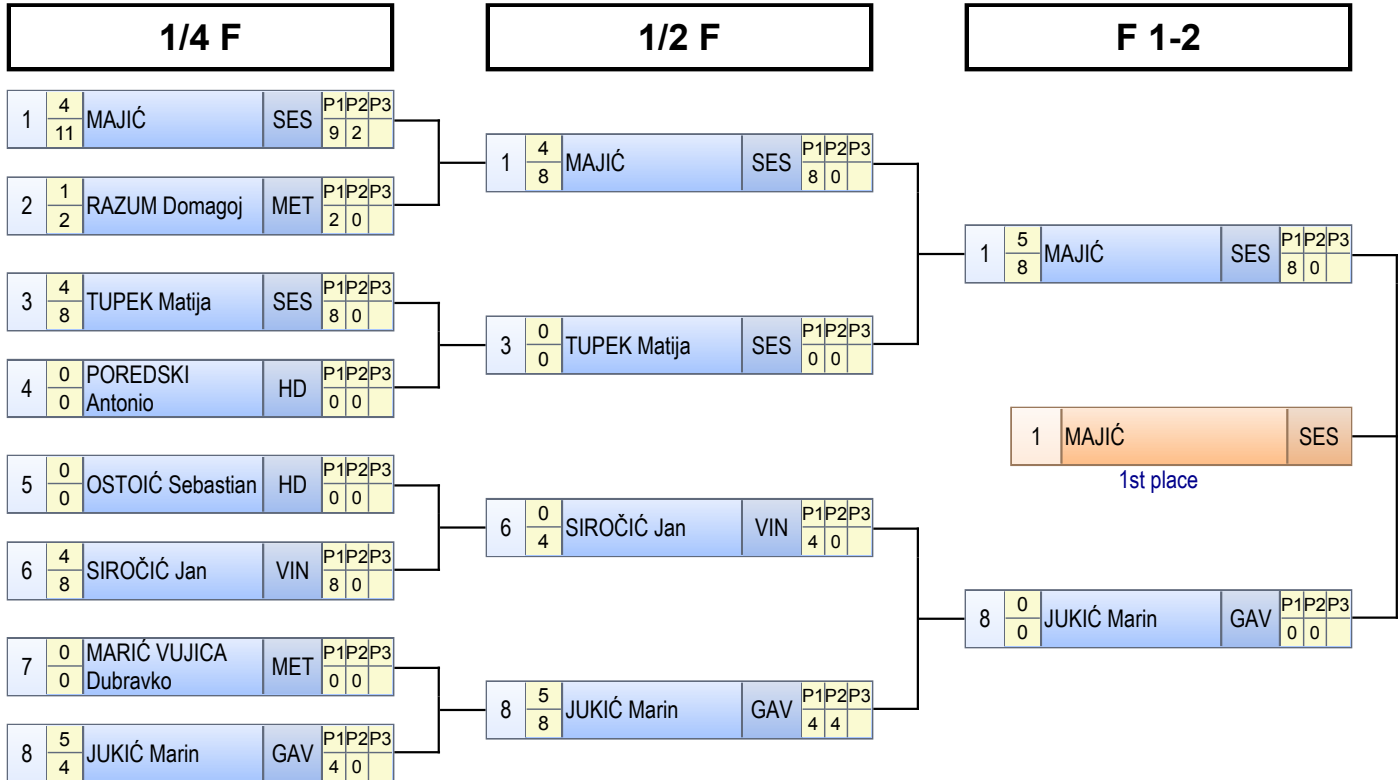 1/4 F 1/2 F F 1-2
1 4 11 MAJIĆ SES P1 P2 P3 9 2
2 1 2 RAZUM Domagoj MET P1 P2 P3 2 0
3 4 8 TUPEK Matija SES P1 P2 P3 8 0
4 0 0 POREDSKI
Antonio HD P1 P2 P3 0 0
5 0 0 OSTOIĆ Sebastian HD P1 P2 P3 0 0
6 4 8 SIROČIĆ Jan VIN P1 P2 P3 8 0
7 0 0 MARIĆ VUJICA
Dubravko MET P1 P2 P3 0 0
8 5 4 JUKIĆ Marin GAV P1 P2 P3 4 0
1 4 8 MAJIĆ SES P1 P2 P3 8 0
3 0 0 TUPEK Matija SES P1 P2 P3 0 0
6 0 4 SIROČIĆ Jan VIN P1 P2 P3 4 0
8 5 8 JUKIĆ Marin GAV P1 P2 P3 4 4
1 5 8 MAJIĆ SES P1 P2 P3 8 0
1 MAJIĆ SES
1st place
8 0 0 JUKIĆ Marin GAV P1 P2 P3 0 0